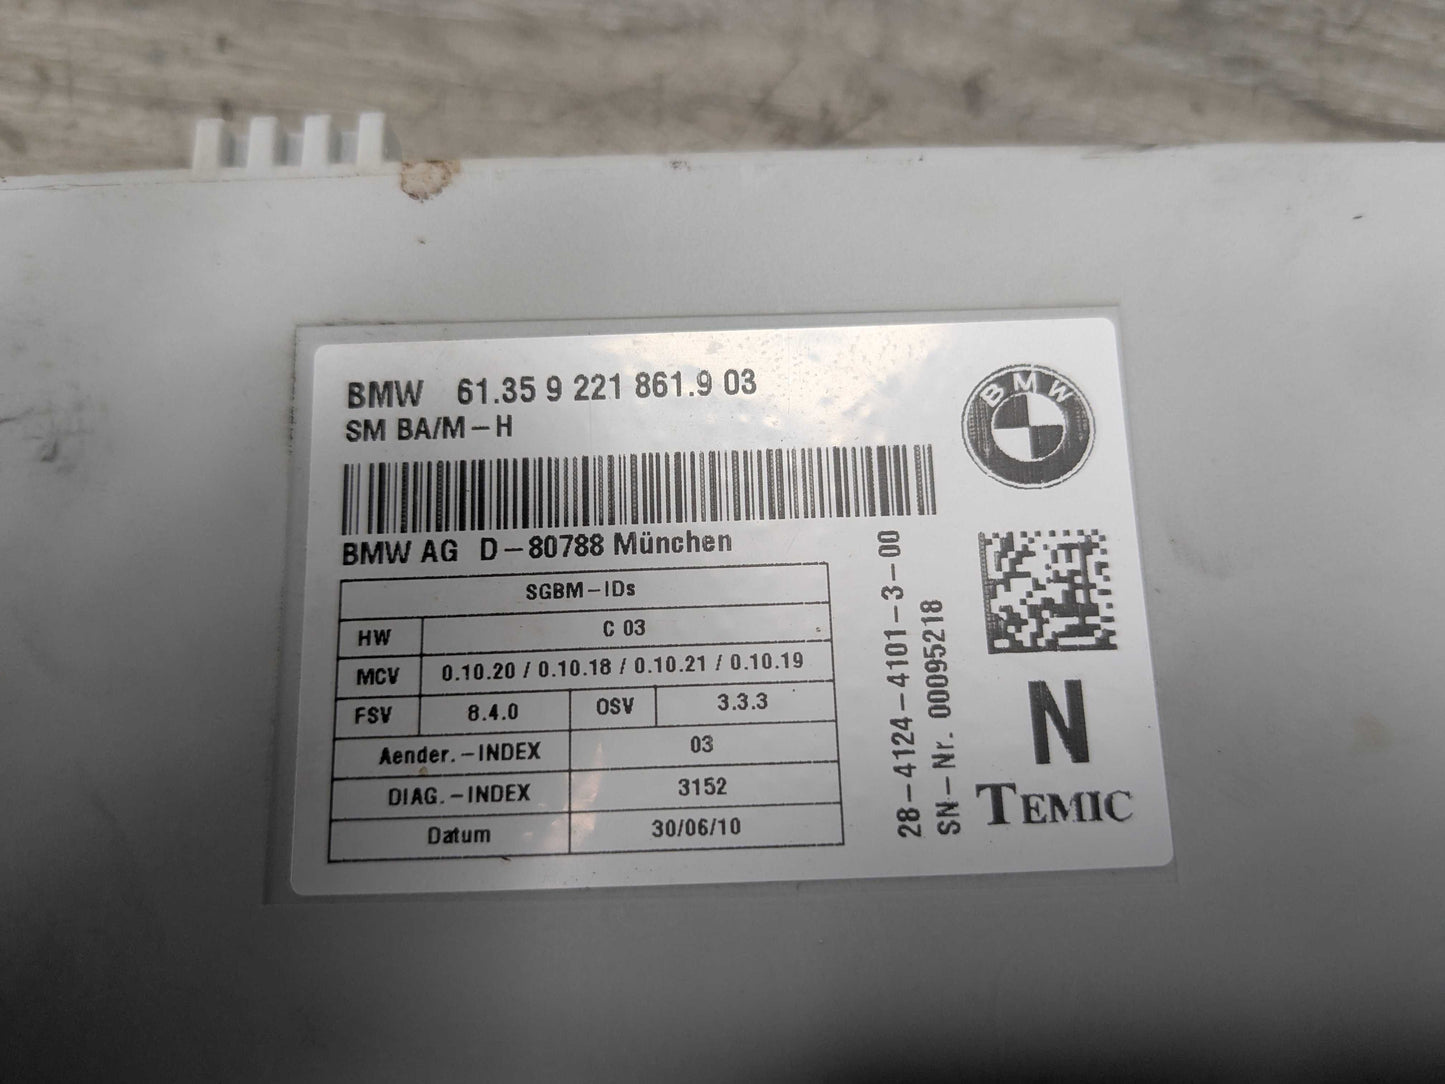 BMW 61.35 9 221 861.9 03
SM BA/M-H
BMW
BMW AG D-80788 München
SGBM-IDs
HW C 03
MCV 0.10.20 / 0.10.18 / 0.10.21 / 0.10.19
FSV 8.4.0 OSV 3.3.3
Aender.-INDEX 03
DIAG.-INDEX 3152
Datum 30/06/10
28-4124-4101-3-00
SN-Nr. 00095218
N
TEMIC